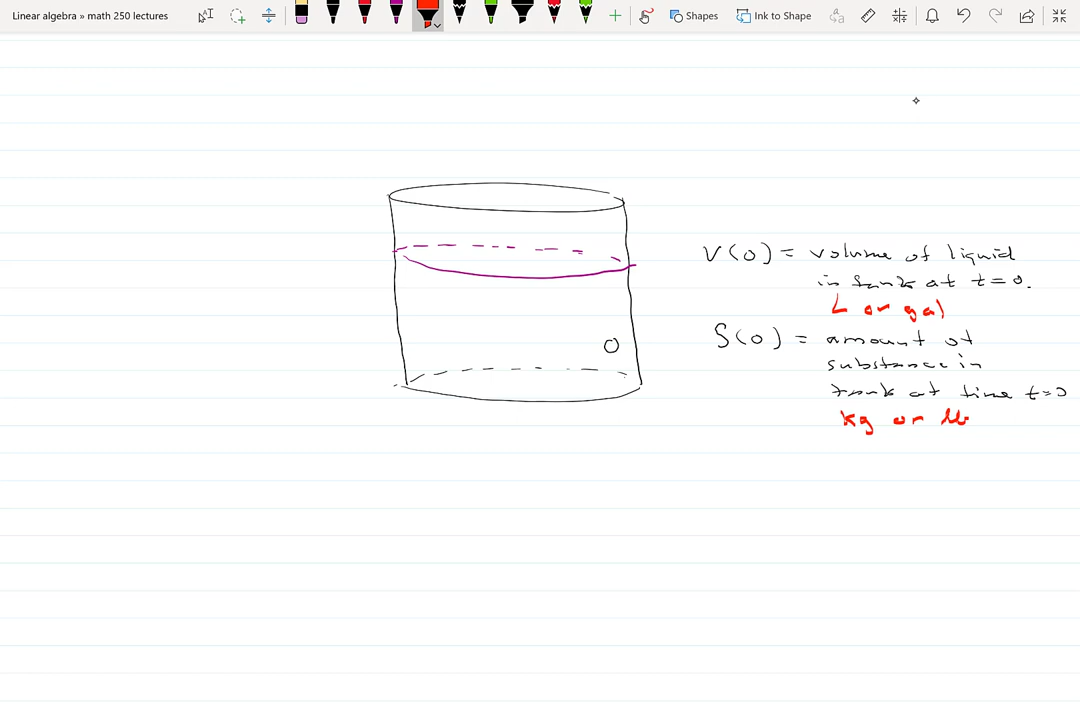 Linear algebra » math 250 lectures
Shapes
Ink to Shape
V(0) = volume of liquid
in tank at t=0.
L or gal
S(0) = amount of
substance in
tank at time t=0
kg or lb